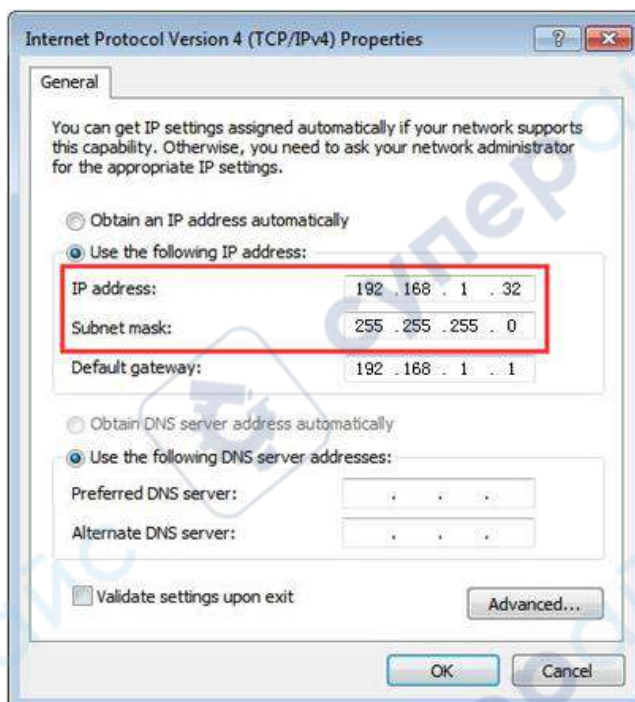 Internet Protocol Version 4 (TCP/IPv4) Properties
General
You can get IP settings assigned automatically if your network supports
this capability. Otherwise, you need to ask your network administrator
for the appropriate IP settings.
Obtain an IP address automatically
Use the following IP address:
IP address: 192 . 168 . 1 . 32
Subnet mask: 255 . 255 . 255 . 0
Default gateway: 192 . 168 . 1 . 1
Obtain DNS server address automatically
Use the following DNS server addresses:
Preferred DNS server: . . .
Alternate DNS server: . . .
Validate settings upon exit
Advanced...
OK
Cancel